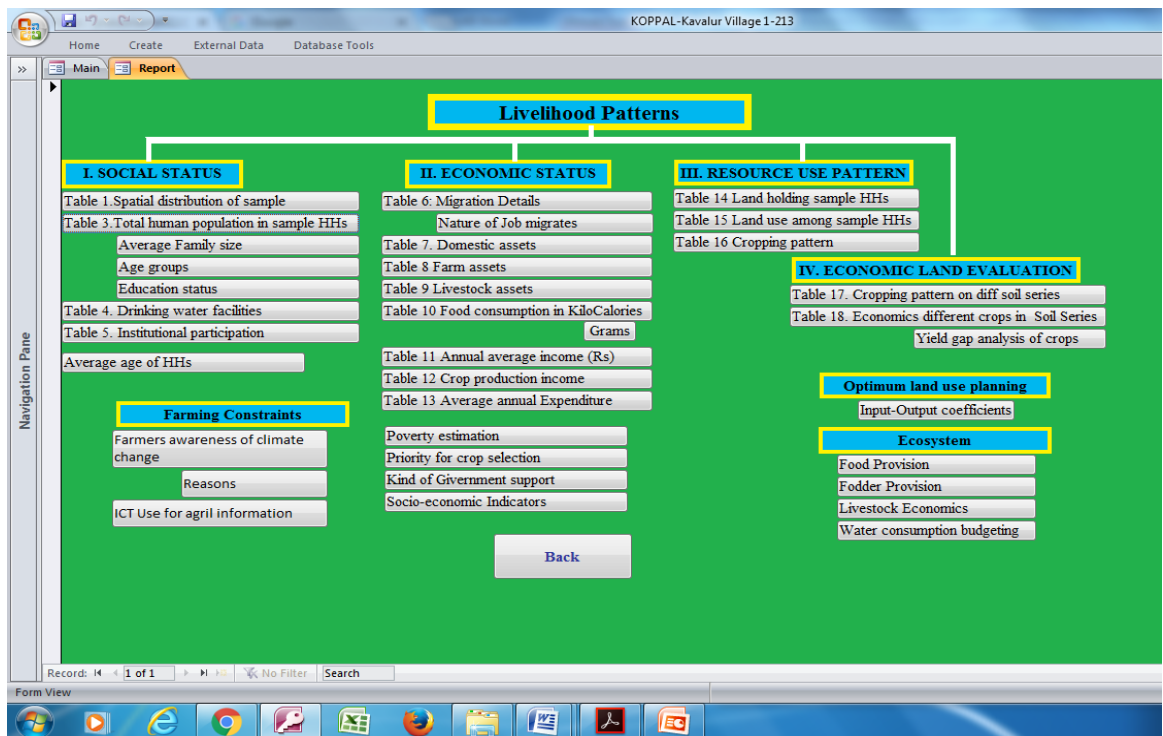 KOPPAL-Kavalur Village 1-213
Home Create External Data Database Tools
Main Report
Livelihood Patterns
I. SOCIAL STATUS
Table 1.Spatial distribution of sample
Table 3.Total human population in sample HHs
Average Family size
Age groups
Education status
Table 4. Drinking water facilities
Table 5. Institutional participation
Average age of HHs
Farming Constraints
Farmers awareness of climate
change
Reasons
ICT Use for agril information
II. ECONOMIC STATUS
Table 6: Migration Details
Nature of Job migrates
Table 7. Domestic assets
Table 8 Farm assets
Table 9 Livestock assets
Table 10 Food consumption in KiloCalories
Grams
Table 11 Annual average income (Rs)
Table 12 Crop production income
Table 13 Average annual Expenditure
Poverty estimation
Priority for crop selection
Kind of Givernment support
Socio-economic Indicators
Back
III. RESOURCE USE PATTERN
Table 14 Land holding sample HHs
Table 15 Land use among sample HHs
Table 16 Cropping pattern
IV. ECONOMIC LAND EVALUATION
Table 17. Cropping pattern on diff soil series
Table 18. Economics different crops in Soil Series
Yield gap analysis of crops
Optimum land use planning
Input-Output coefficients
Ecosystem
Food Provision
Fodder Provision
Livestock Economics
Water consumption budgeting
Navigation Pane
Record: 1 of 1 No Filter Search
Form View